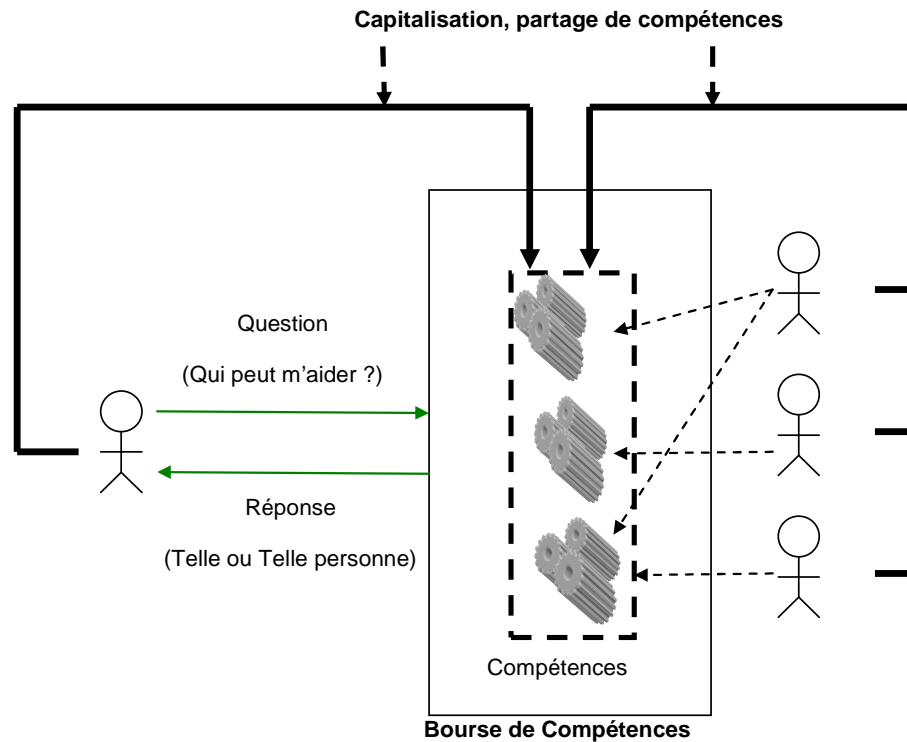 Capitalisation, partage de compétences
Question
(Qui peut m’aider ?)
Réponse
(Telle ou Telle personne)
Compétences
Bourse de Compétences